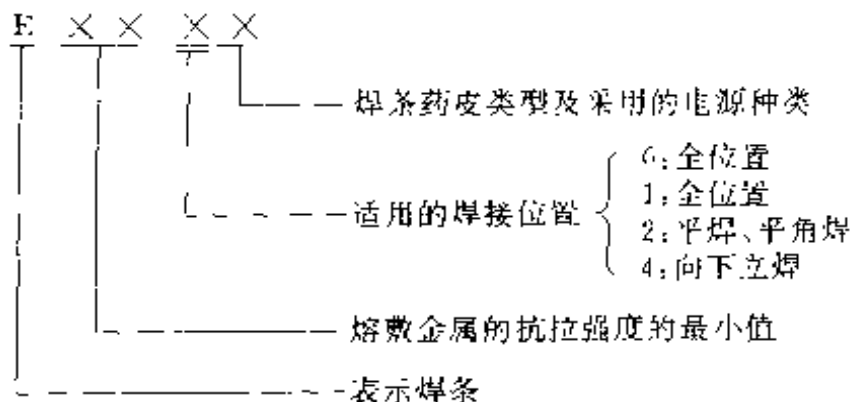 E ×× × ×
焊条药皮类型及采用的电源种类
0:全位置
1:全位置
适用的焊接位置
2:平焊、平角焊
4:向下立焊
熔敷金属的抗拉强度的最小值
表示焊条